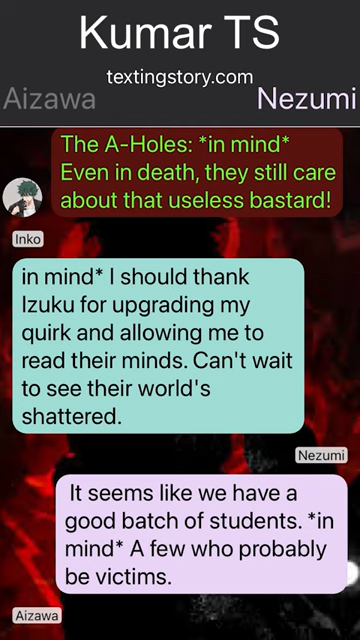 Kumar TS
textingstory.com
Aizawa
Nezumi
The A-Holes: *in mind*
Even in death, they still care
about that useless bastard!
Inko
in mind* I should thank
Izuku for upgrading my
quirk and allowing me to
read their minds. Can't wait
to see their world's
shattered.
Nezumi
It seems like we have a
good batch of students. *in
mind* A few who probably
be victims.
Aizawa